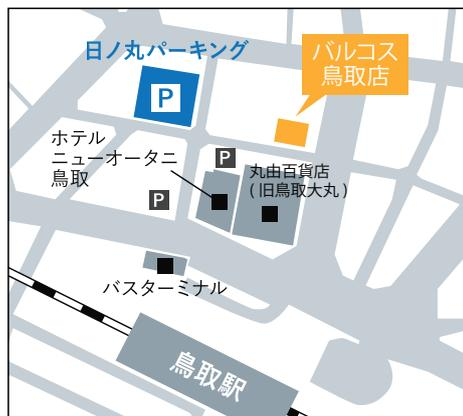 日ノ丸パーキング
P
バルコス
鳥取店
ホテル
ニューオータニ
鳥取
P
丸由百貨店
(旧鳥取大丸)
P
バスターミナル
鳥取駅